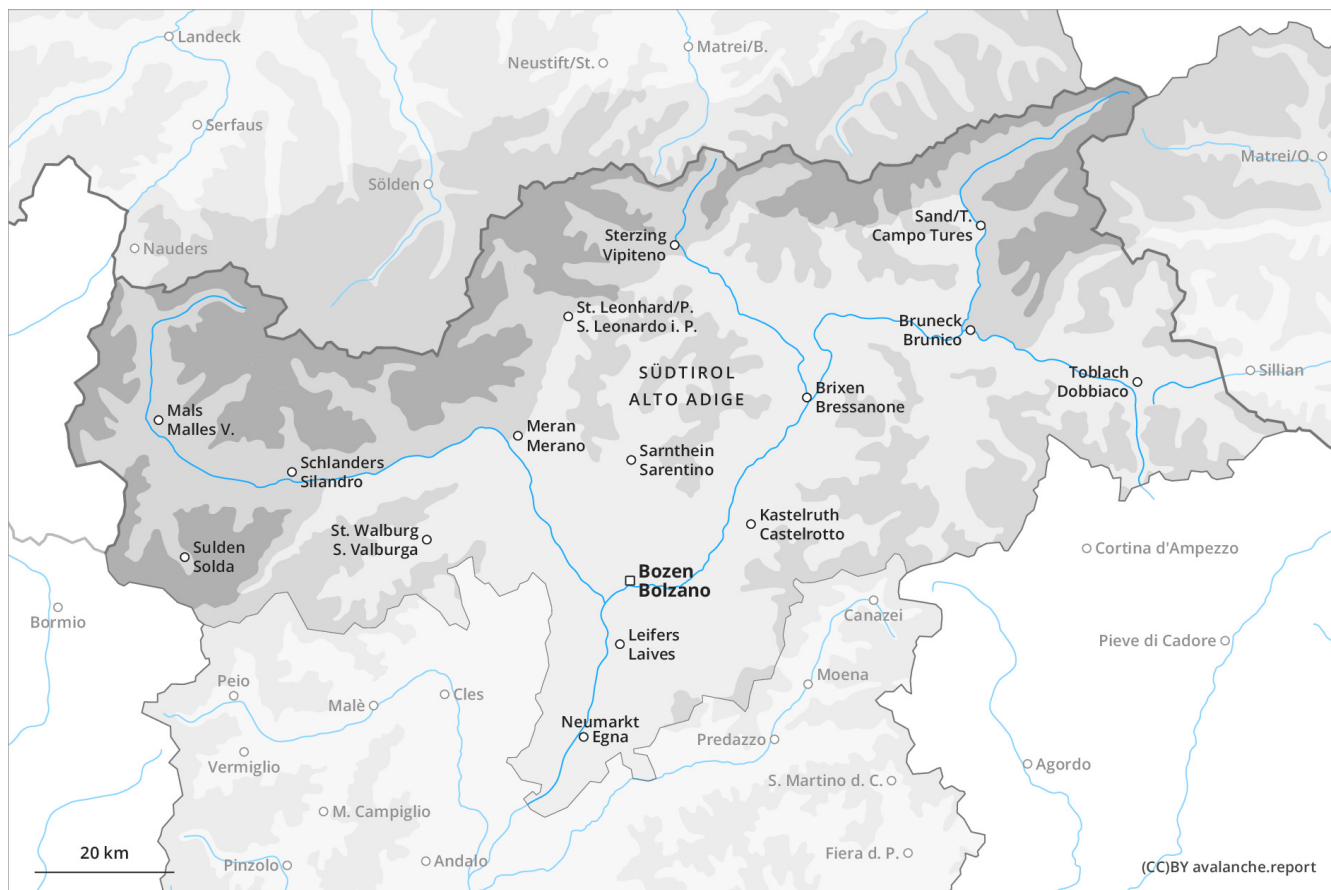 Landeck
Matrei/B.
Neustift/St.
Serfaus
Matrei/O.
Sölden
Sand/T.
Campo Tures
Sterzing
Vipiteno
Nauders
St. Leonhard/P.
S. Leonardo i. P.
Bruneck
Brunico
SÜDTIROL
ALTO ADIGE
Toblach
Dobbiaco
Sillian
Brixen
Bressanone
Mals
Malles V.
Meran
Merano
Sarnthein
Sarentino
Schlanders
Silandro
Kastelruth
Castelrotto
St. Walburg
S. Valburga
Sulden
Solda
Cortina d'Ampezzo
Bozen
Bolzano
Bormio
Canazei
Leifers
Laives
Pieve di Cadore
Peio
Moena
Malè
Cles
Neumarkt
Egna
Predazzo
Vermiglio
Agordo
S. Martino d. C.
M. Campiglio
20 km
Pinzolo
Andalo
Fiera d. P.
(CC)BY avalanche.report